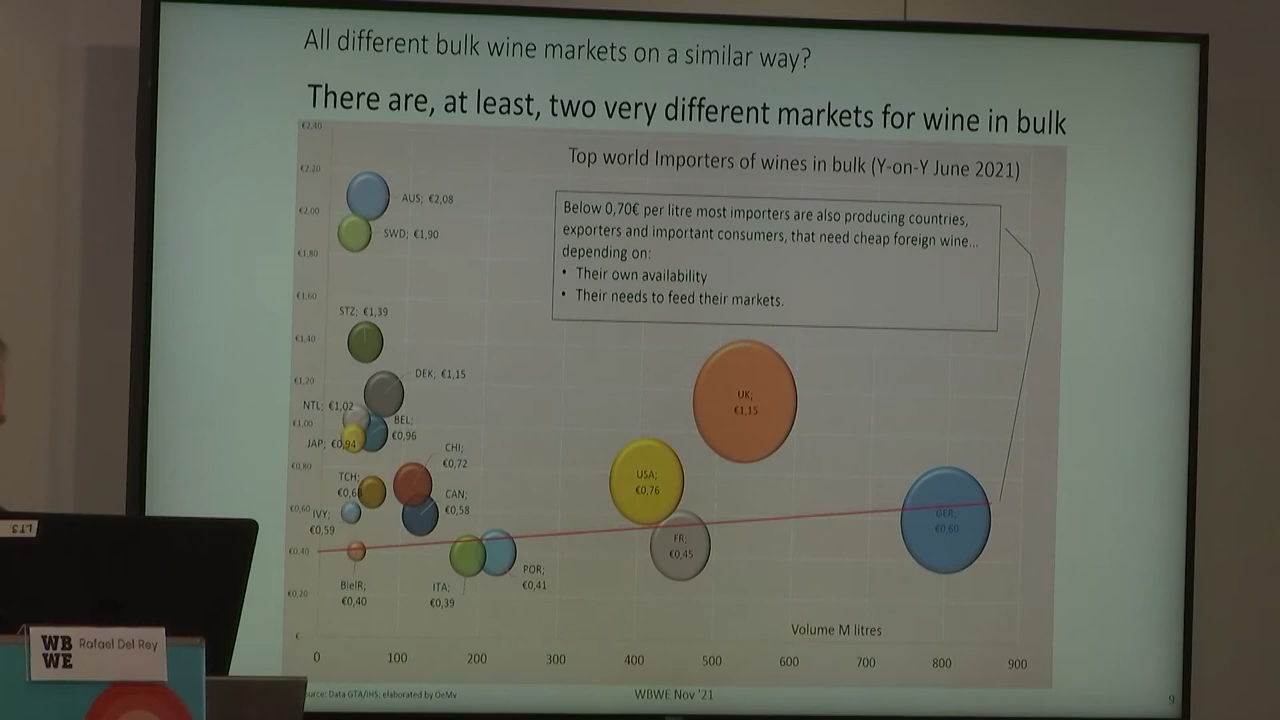 All different bulk wine markets on a similar way?
There are, at least, two very different markets for wine in bulk
Top world Importers of wines in bulk (Y-on-Y June 2021)
Below 0,70€ per litre most importers are also producing countries,
exporters and important consumers, that need cheap foreign wine...
depending on:
• Their own availability
• Their needs to feed their markets.
€2,40
€2,20
€2,00
€1,80
€1,60
€1,40
€1,20
€1,00
€0,80
€0,60
€0,40
€0,20
€-
AUS; €2,08
SWD; €1,90
STZ; €1,39
DEK; €1,15
NTL; €1,02
BEL;
€0,96
JAP; €0,94
CHI;
€0,72
TCH;
CAN;
€0,58
IVY;
€0,59
BielR;
€0,40
ITA;
€0,39
POR;
€0,41
UK;
€1,15
USA;
€0,76
FR;
€0,45
GER;
€0,60
Volume M litres
0 100 200 300 400 500 600 700 800 900
Data GTA/IHS; elaborated by OeMv
WBWE Nov '21
9
LTS
WB
WE
Rafael Del Rey